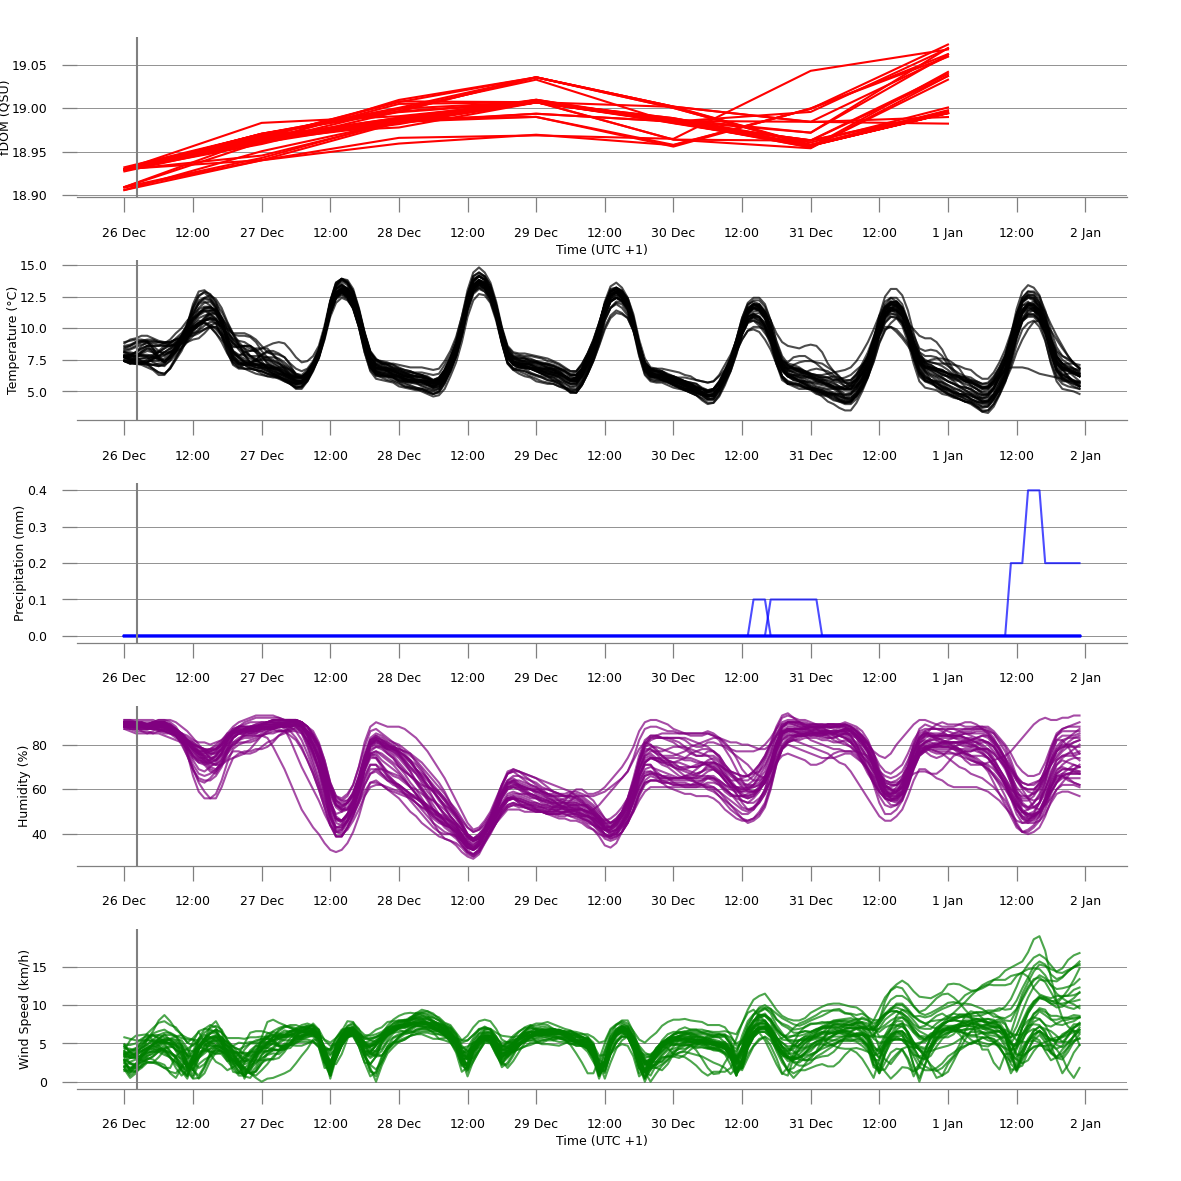 fDOM (QSU)
19.05
19.00
18.95
18.90
26 Dec 12:00 27 Dec 12:00 28 Dec 12:00 29 Dec 12:00 30 Dec 12:00 31 Dec 12:00 1 Jan 12:00 2 Jan
Time (UTC +1)
Temperature (°C)
15.0
12.5
10.0
7.5
5.0
26 Dec 12:00 27 Dec 12:00 28 Dec 12:00 29 Dec 12:00 30 Dec 12:00 31 Dec 12:00 1 Jan 12:00 2 Jan
Precipitation (mm)
0.4
0.3
0.2
0.1
0.0
26 Dec 12:00 27 Dec 12:00 28 Dec 12:00 29 Dec 12:00 30 Dec 12:00 31 Dec 12:00 1 Jan 12:00 2 Jan
Humidity (%)
80
60
40
26 Dec 12:00 27 Dec 12:00 28 Dec 12:00 29 Dec 12:00 30 Dec 12:00 31 Dec 12:00 1 Jan 12:00 2 Jan
Wind Speed (km/h)
15
10
5
0
26 Dec 12:00 27 Dec 12:00 28 Dec 12:00 29 Dec 12:00 30 Dec 12:00 31 Dec 12:00 1 Jan 12:00 2 Jan
Time (UTC +1)